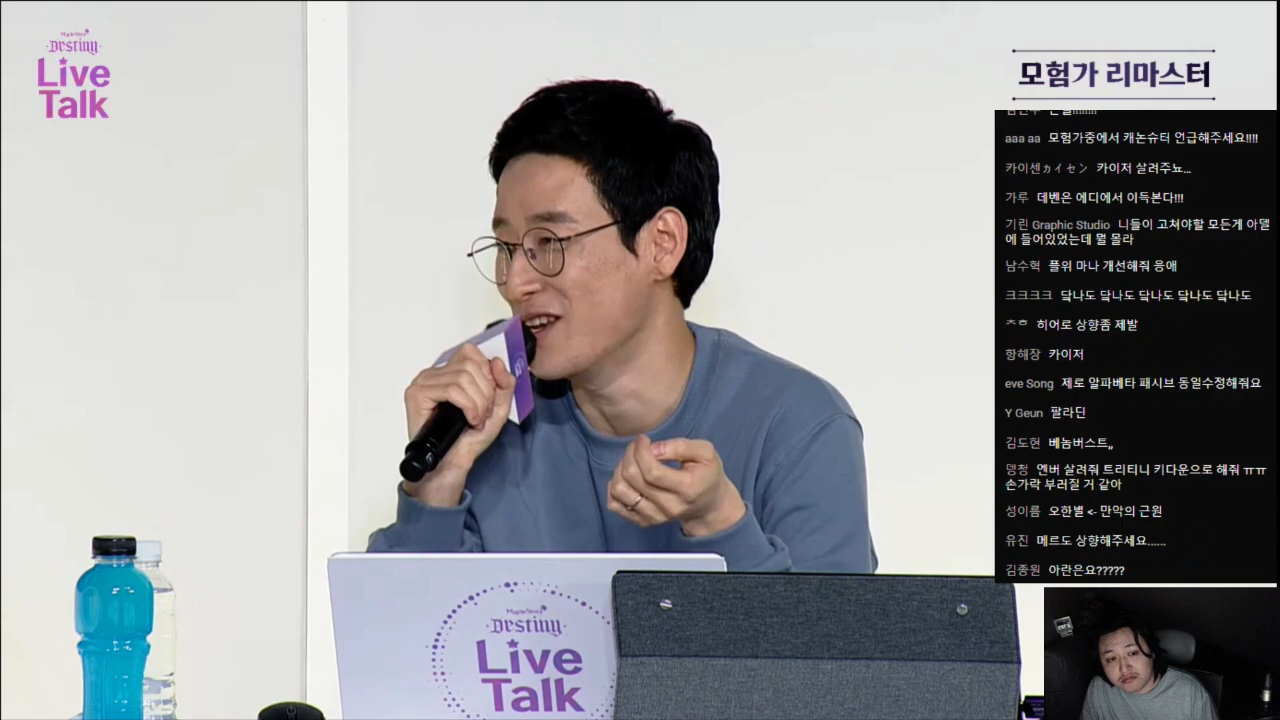 MapleStory
DESTINY
Live
Talk
모험가 리마스터
aaa aa 모험가중에서 캐논슈터 언급해주세요!!!!
카이센カイセン 카이저 살려주뇨...
가루 데벤은 에디에서 이득본다!!!
기린 Graphic Studio 니들이 고쳐야할 모든게 아델
에 들어있었는데 뭘 몰라
남수혁 플위 마나 개선해줘 응애
크크크크 닼나도 닼나도 닼나도 닼나도 닼나도
ᄎᄒ 히어로 상향좀 제발
항해장 카이저
eve Song 제로 알파베타 패시브 동일수정해줘요
Y Geun 팔라딘
김도현 베놈버스트,,
뎅청 엔버 살려줘 트리티니 키다운으로 해줘 ㅠㅠ
손가락 부러질 거 같아
성이름 오한별 <- 만악의 근원
유진 메르도 상향해주세요......
김종원 아란은요?????
MapleStory
DESTINY
Live
Talk